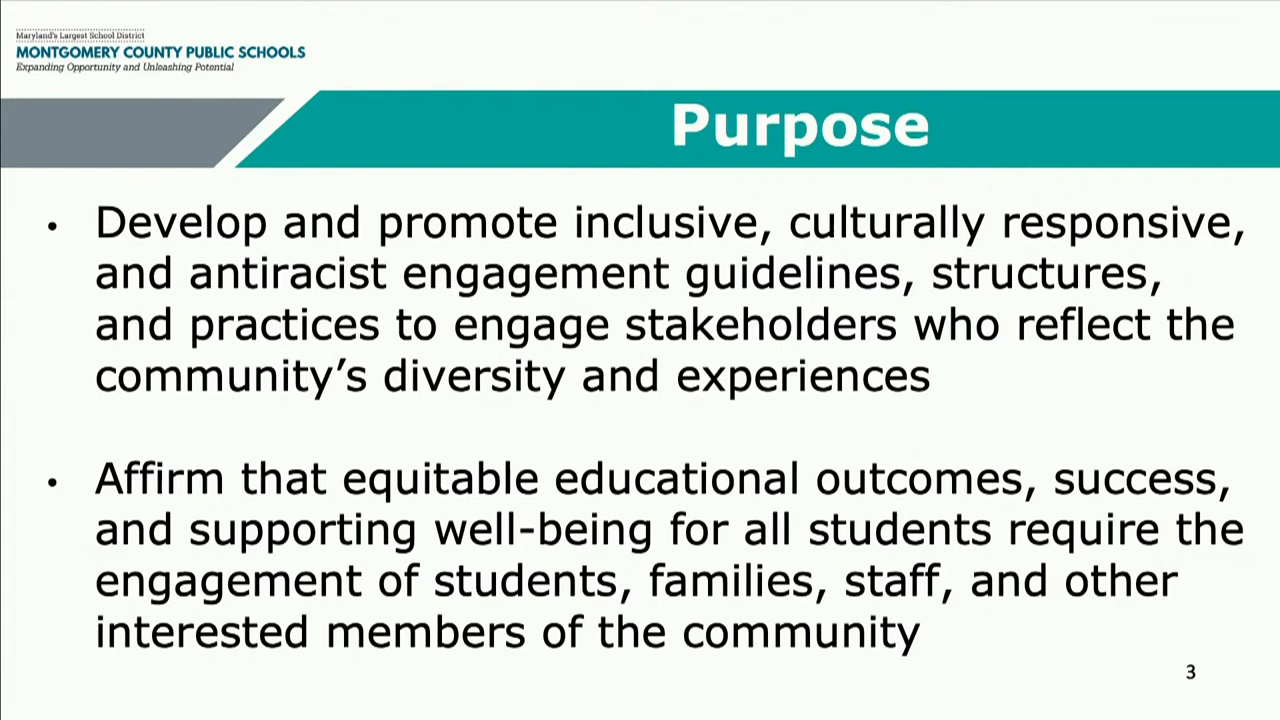 Maryland's Largest School District
MONTGOMERY COUNTY PUBLIC SCHOOLS
Expanding Opportunity and Unleashing Potential
Purpose
• Develop and promote inclusive, culturally responsive,
and antiracist engagement guidelines, structures,
and practices to engage stakeholders who reflect the
community’s diversity and experiences
• Affirm that equitable educational outcomes, success,
and supporting well-being for all students require the
engagement of students, families, staff, and other
interested members of the community
3